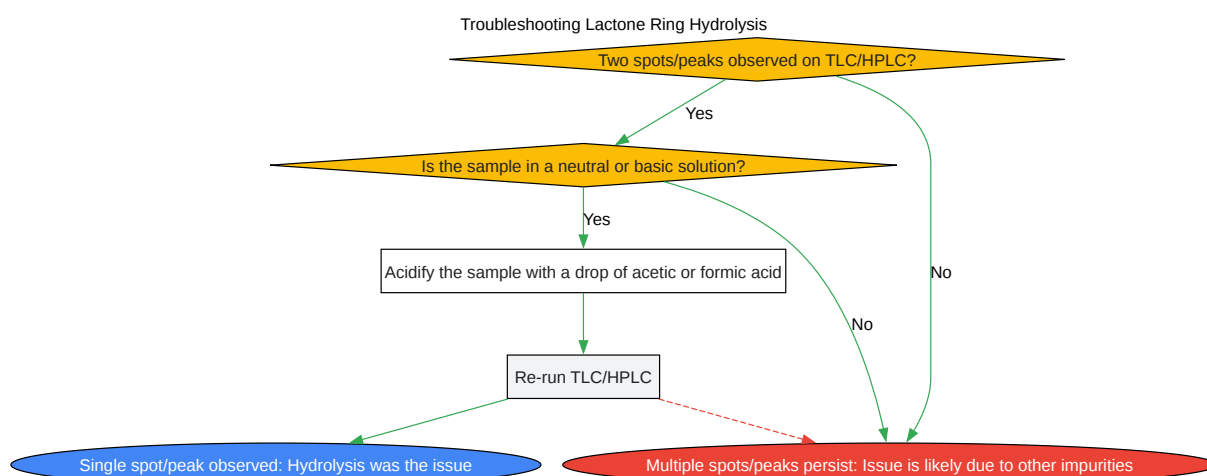 Troubleshooting Lactone Ring Hydrolysis
Two spots/peaks observed on TLC/HPLC?
Yes
Is the sample in a neutral or basic solution?
Yes
Acidify the sample with a drop of acetic or formic acid
No
No
Re-run TLC/HPLC
Single spot/peak observed: Hydrolysis was the issue
Multiple spots/peaks persist: Issue is likely due to other impurities